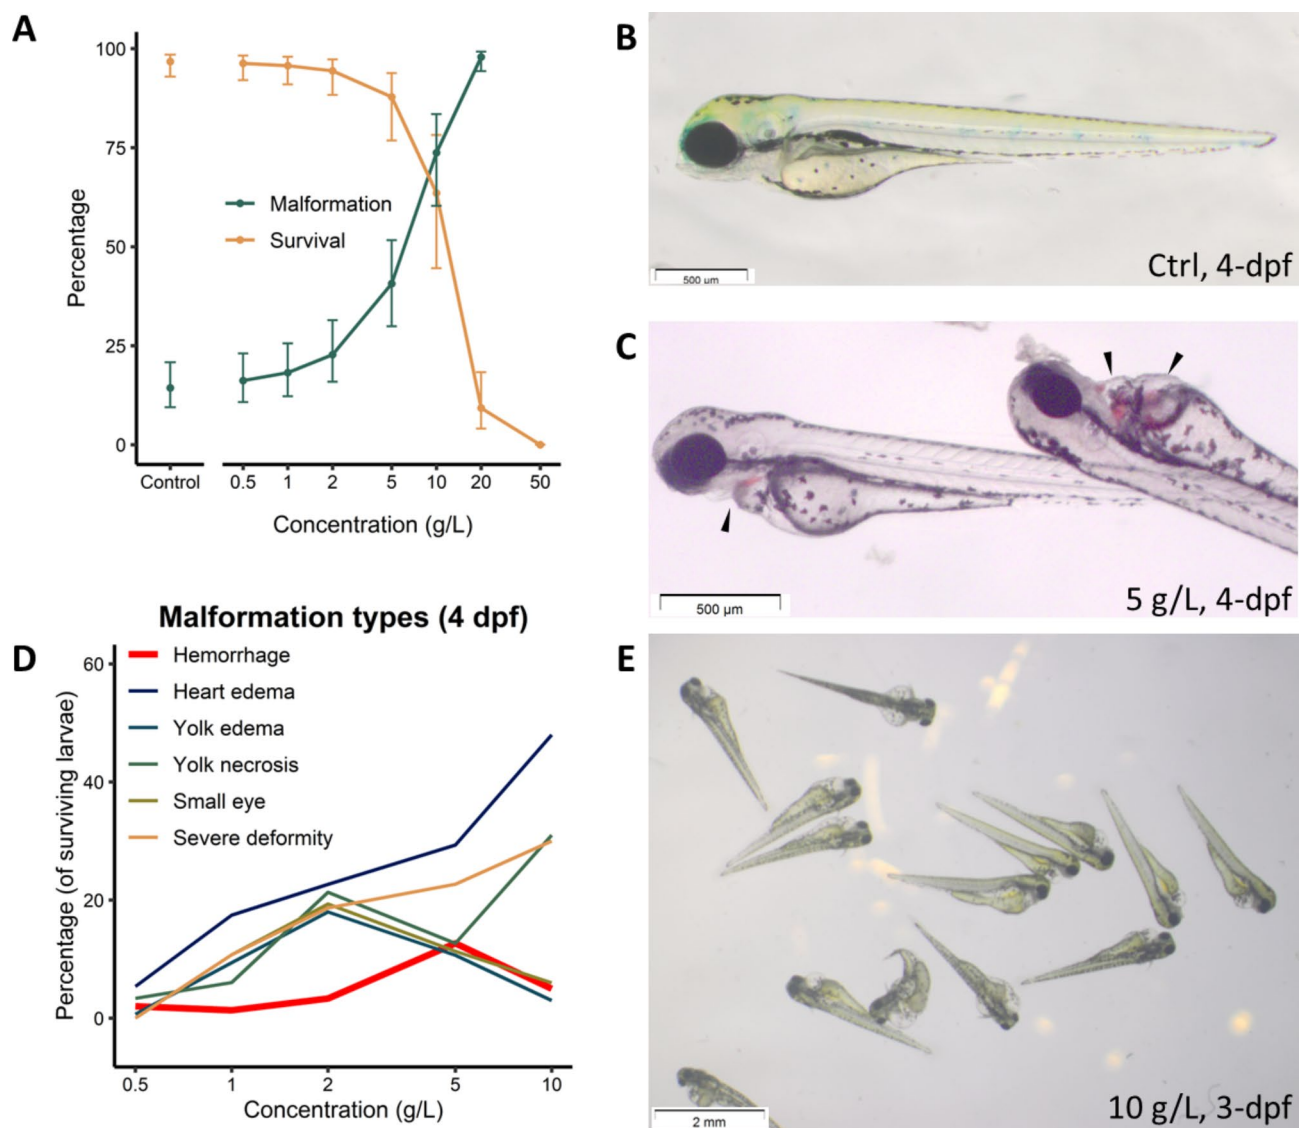 A
100
75
50
25
0
Percentage
Malformation
Survival
Control 0.5 1 2 5 10 20 50
Concentration (g/L)
B
500 µm
Ctrl, 4-dpf
C
500 µm
5 g/L, 4-dpf
D
Malformation types (4 dpf)
60
40
20
0
Percentage (of surviving larvae)
Hemorrhage
Heart edema
Yolk edema
Yolk necrosis
Small eye
Severe deformity
0.5 1 2 5 10
Concentration (g/L)
E
2 mm
10 g/L, 3-dpf